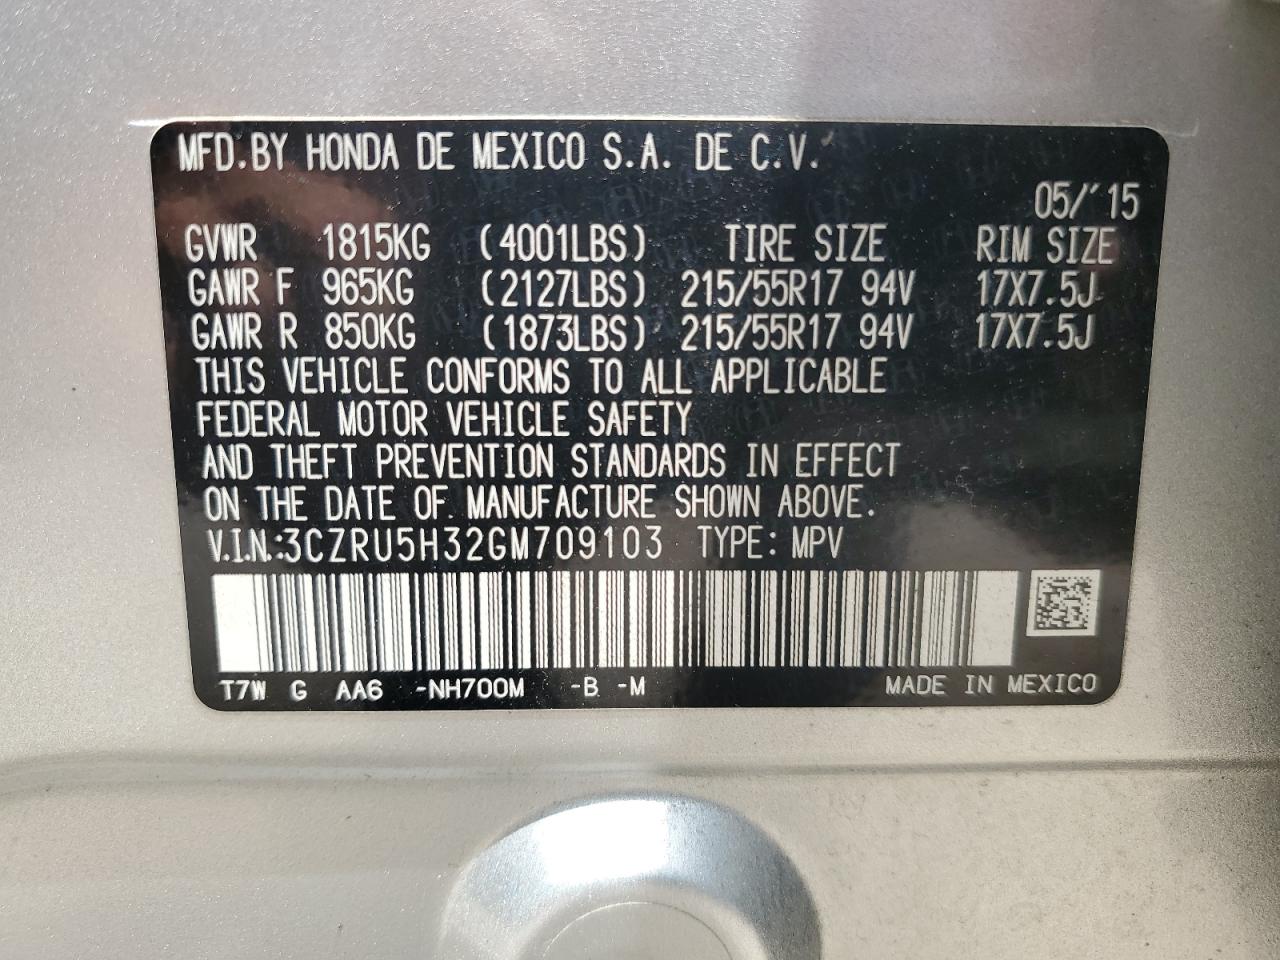 MFD.BY HONDA DE MEXICO S.A. DE C.V.
05/'15
GVWR 1815KG (4001LBS) TIRE SIZE RIM SIZE
GAWR F 965KG (2127LBS) 215/55R17 94V 17X7.5J
GAWR R 850KG (1873LBS) 215/55R17 94V 17X7.5J
THIS VEHICLE CONFORMS TO ALL APPLICABLE
FEDERAL MOTOR VEHICLE SAFETY
AND THEFT PREVENTION STANDARDS IN EFFECT
ON THE DATE OF MANUFACTURE SHOWN ABOVE.
V.I.N.:3CZRU5H32GM709103 TYPE: MPV
T7W G AA6 -NH700M -B -M MADE IN MEXICO